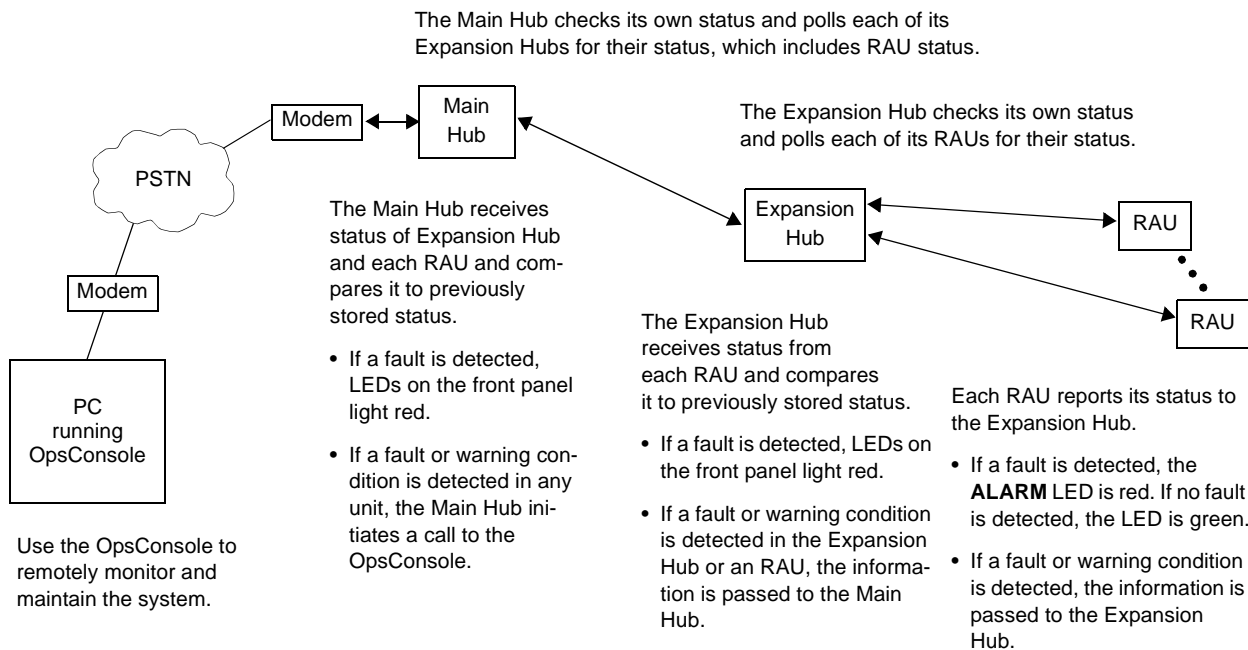 The Main Hub checks its own status and polls each of its
Expansion Hubs for their status, which includes RAU status.
Modem
Main
Hub
The Expansion Hub checks its own status
and polls each of its RAUs for their status.
PSTN
Expansion
Hub
RAU
RAU
Modem
PC
running
OpsConsole
Use the OpsConsole to
remotely monitor and
maintain the system.
The Main Hub receives
status of Expansion Hub
and each RAU and com-
pares it to previously
stored status.
• If a fault is detected,
LEDs on the front panel
light red.
• If a fault or warning con-
dition is detected in any
unit, the Main Hub ini-
tiates a call to the
OpsConsole.
The Expansion Hub
receives status from
each RAU and compares
it to previously stored status.
• If a fault is detected, LEDs on
the front panel light red.
• If a fault or warning condition
is detected in the Expansion
Hub or an RAU, the informa-
tion is passed to the Main
Hub.
Each RAU reports its status to
the Expansion Hub.
• If a fault is detected, the
ALARM LED is red. If no fault
is detected, the LED is green.
• If a fault or warning condition
is detected, the information is
passed to the Expansion
Hub.